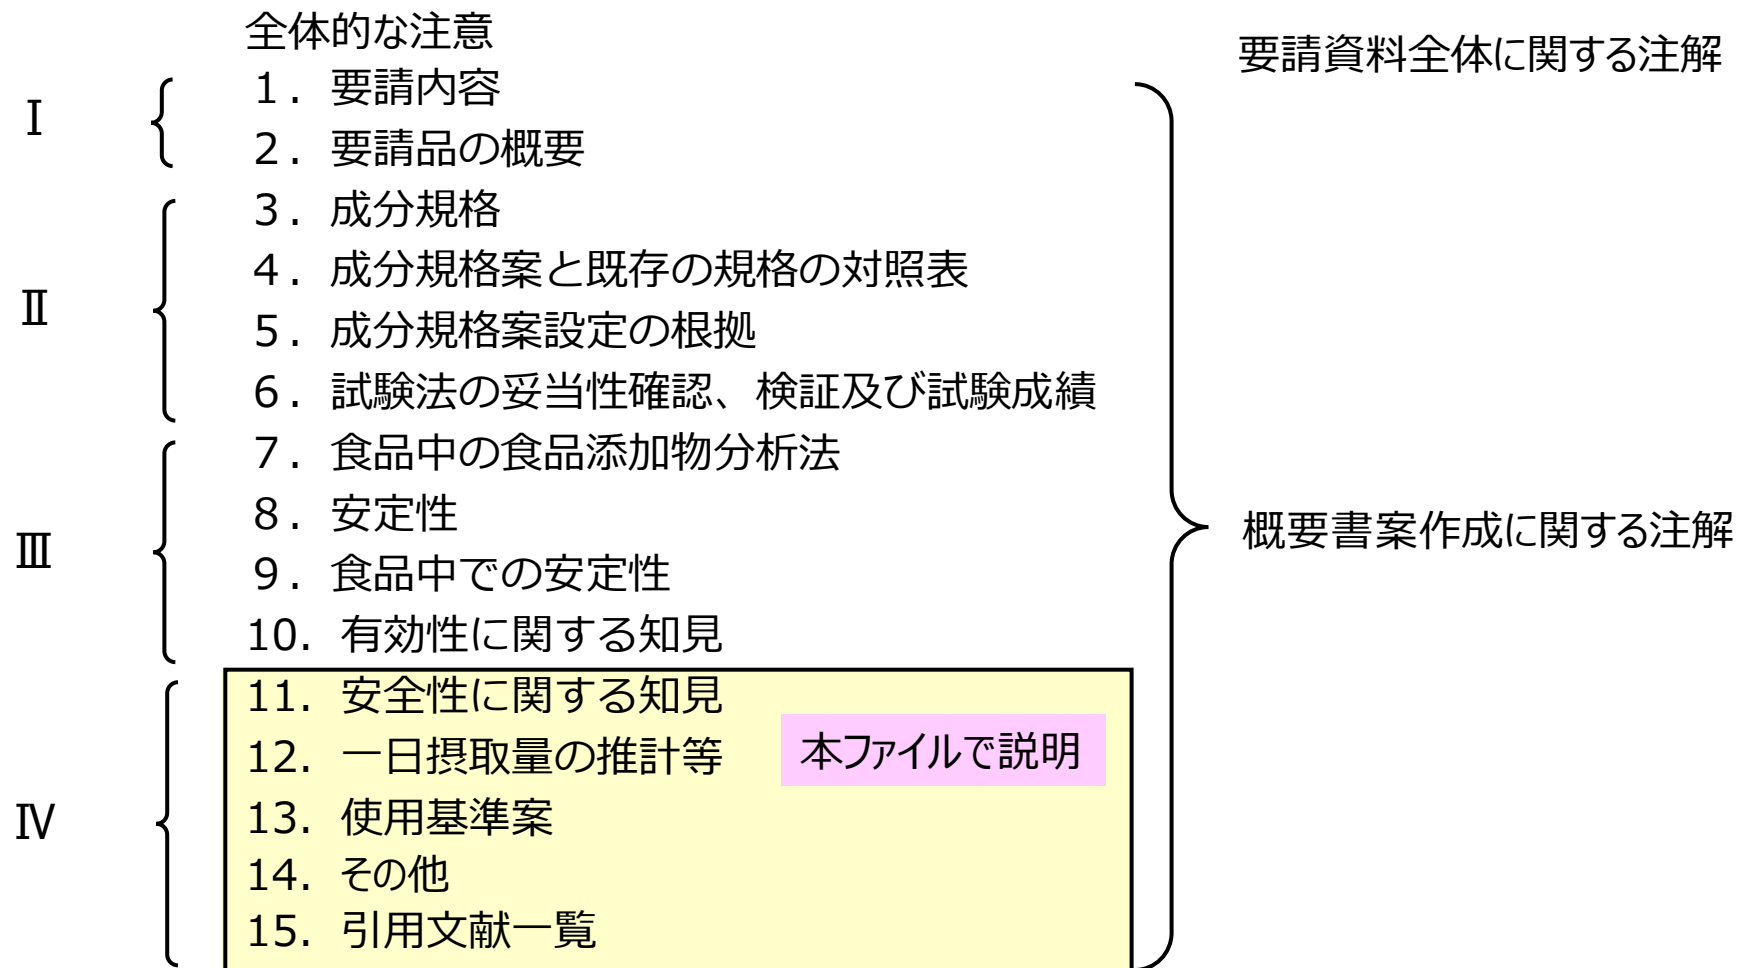 全体的な注意
要請資料全体に関する注解
Ⅰ
1. 要請内容
2. 要請品の概要
Ⅱ
3. 成分規格
4. 成分規格案と既存の規格の対照表
5. 成分規格案設定の根拠
6. 試験法の妥当性確認、検証及び試験成績
Ⅲ
7. 食品中の食品添加物分析法
8. 安定性
9. 食品中での安定性
10. 有効性に関する知見
概要書案作成に関する注解
Ⅳ
11. 安全性に関する知見
12. 一日摂取量の推計等
本ファイルで説明
13. 使用基準案
14. その他
15. 引用文献一覧